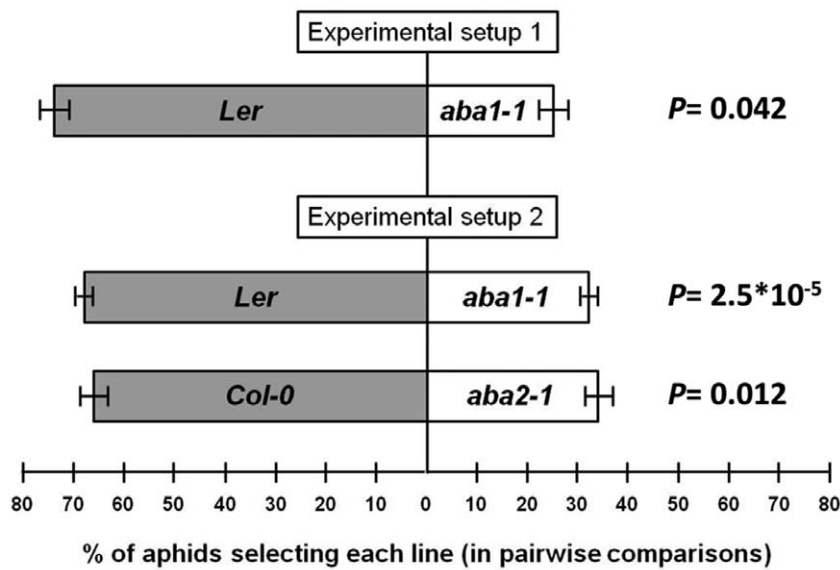 Experimental setup 1
Ler aba1-1 P= 0.042
Experimental setup 2
Ler aba1-1 P= 2.5*10-5
Col-0 aba2-1 P= 0.012
80 70 60 50 40 30 20 10 0 10 20 30 40 50 60 70 80
% of aphids selecting each line (in pairwise comparisons)